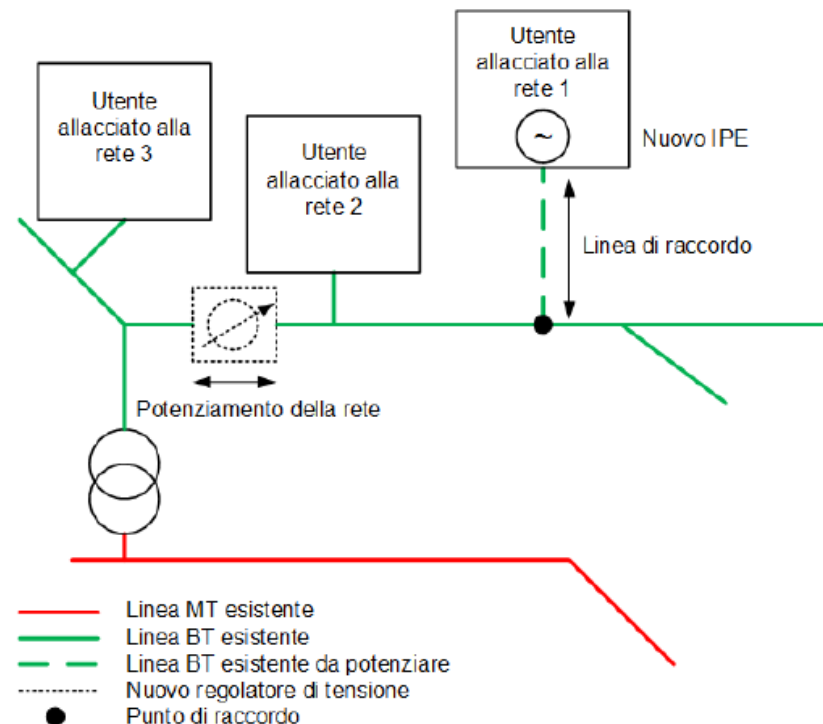 Utente
allacciato alla
rete 3
Utente
allacciato alla
rete 2
Utente
allacciato alla
rete 1
~
Nuovo IPE
Linea di raccordo
Potenziamento della rete
Linea MT esistente
Linea BT esistente
Linea BT esistente da potenziare
Nuovo regolatore di tensione
Punto di raccordo